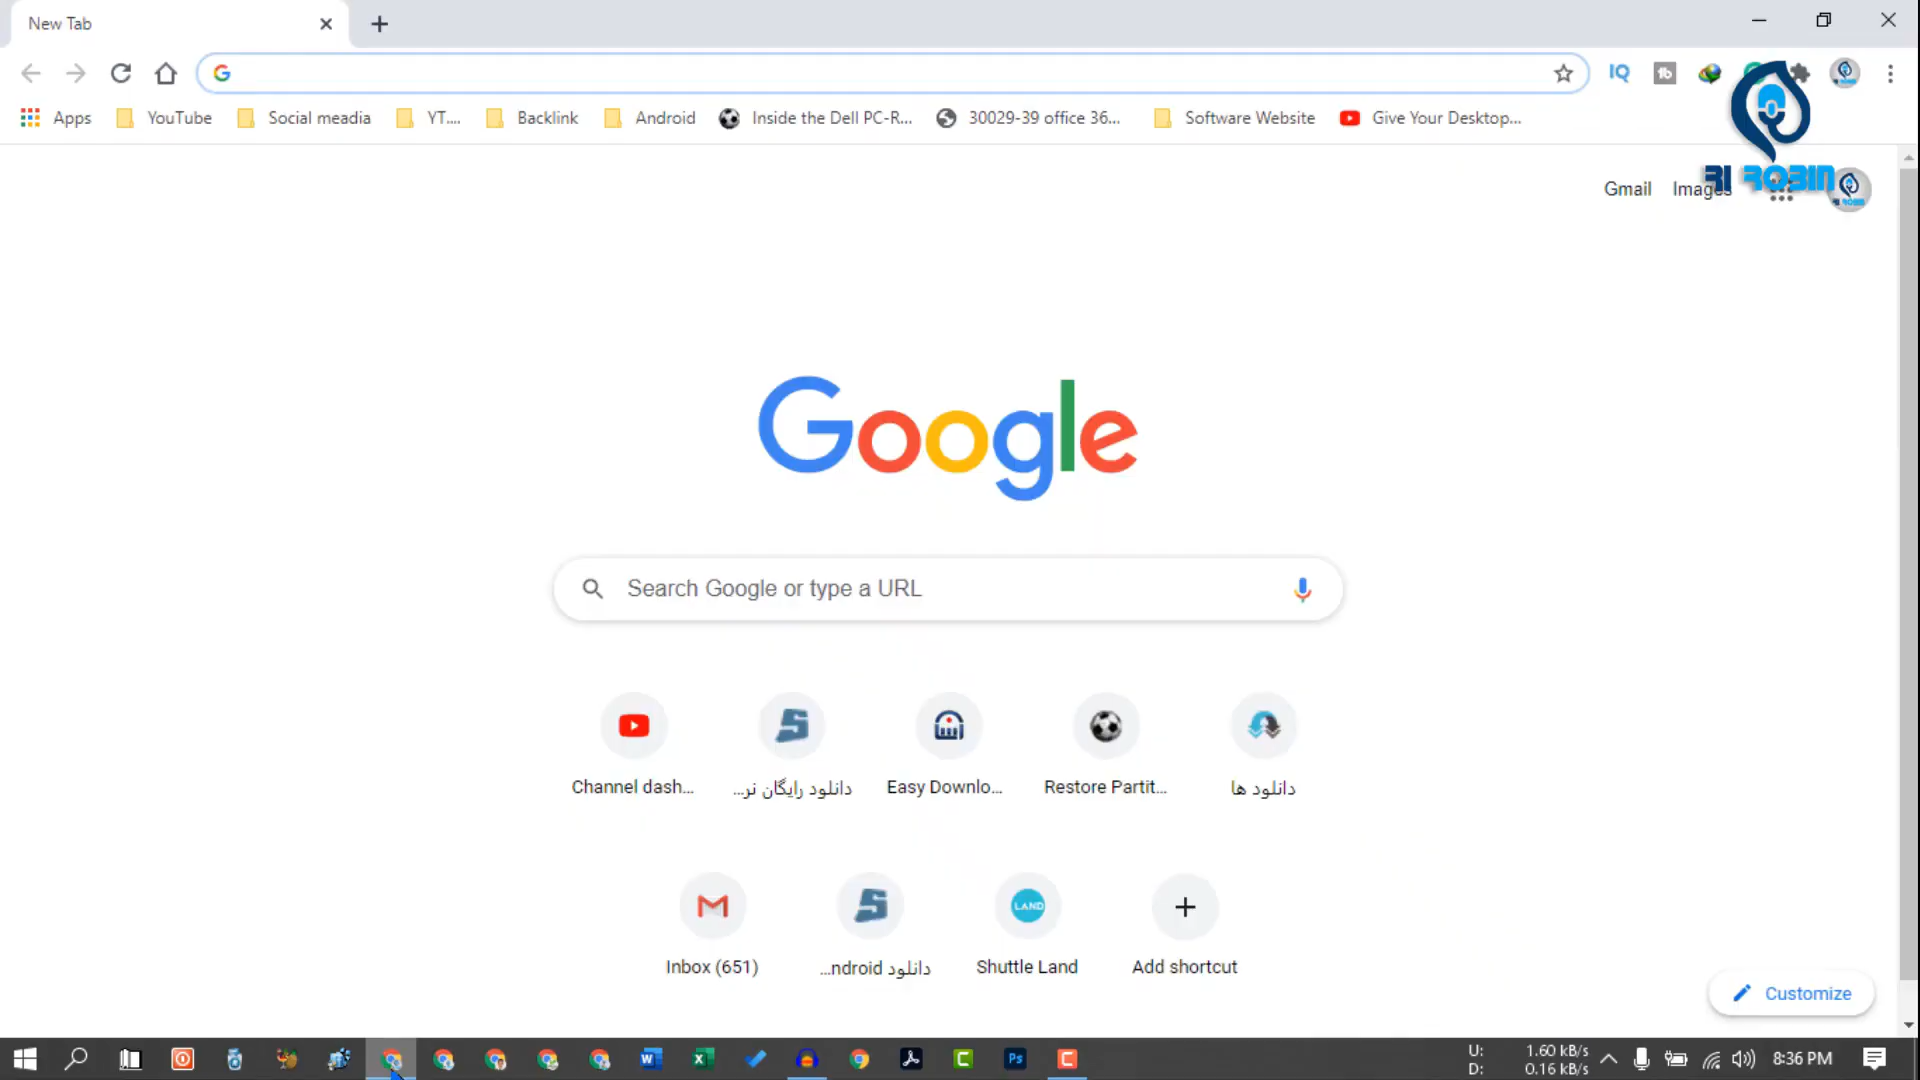 New Tab
Apps YouTube Social meadia YT.... Backlink Android Inside the Dell PC-R... 30029-39 office 36... Software Website Give Your Desktop...
IQ
RI ROBIN
Gmail Images
Google
Search Google or type a URL
Channel dash... دانلود رایگان نر... Easy Downlo... Restore Partit... دانلود ها
LAND
Inbox (651) دانلود ndroid... Shuttle Land Add shortcut
Customize
U: 1.60 kB/s
D: 0.16 kB/s
8:36 PM